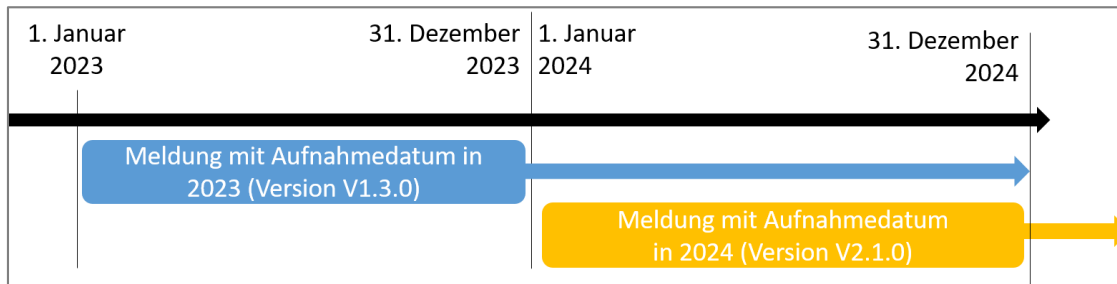 1. Januar
2023
31. Dezember
2023
1. Januar
2024
31. Dezember
2024
Meldung mit Aufnahmedatum in
2023 (Version V1.3.0)
Meldung mit Aufnahmedatum
in 2024 (Version V2.1.0)